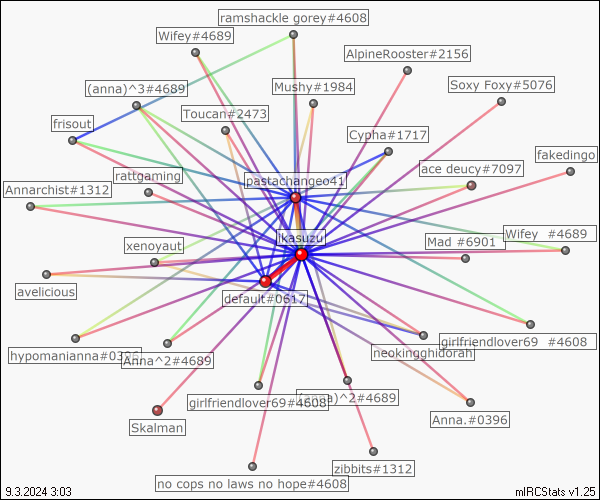 ramshackle gorey#4608
Wifey#4689
AlpineRooster#2156
(anna)^3#4689
Mushy#1984
Soxy Foxy#5076
Toucan#2473
frisout
Cypha#1717
fakedingo
ace deucy#7097
rattgaming
pastachangeo41
Annarchist#1312
jkasuzu
Wifey #4689
xenoyaut
Mad #6901
avelicious
default#0617
girlfriendlover69 #4608
hypomanianna#0396
Anna^2#4689
neokingghidorah
girlfriendlover69#4608
(anna)^2#4689
Anna.#0396
Skalman
zibbits#1312
no cops no laws no hope#4608
9.3.2024 3:03
mIRCStats v1.25